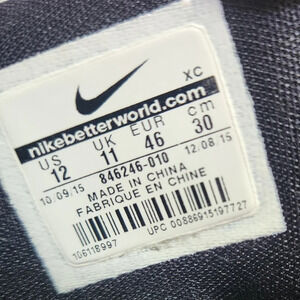 XC
nikebetterworld.com
US UK EUR cm
12 11 46 30
10.09.15 846246-010 12.08.15
MADE IN CHINA
FABRIQUE EN CHINE
106118997
UPC 00886915197727